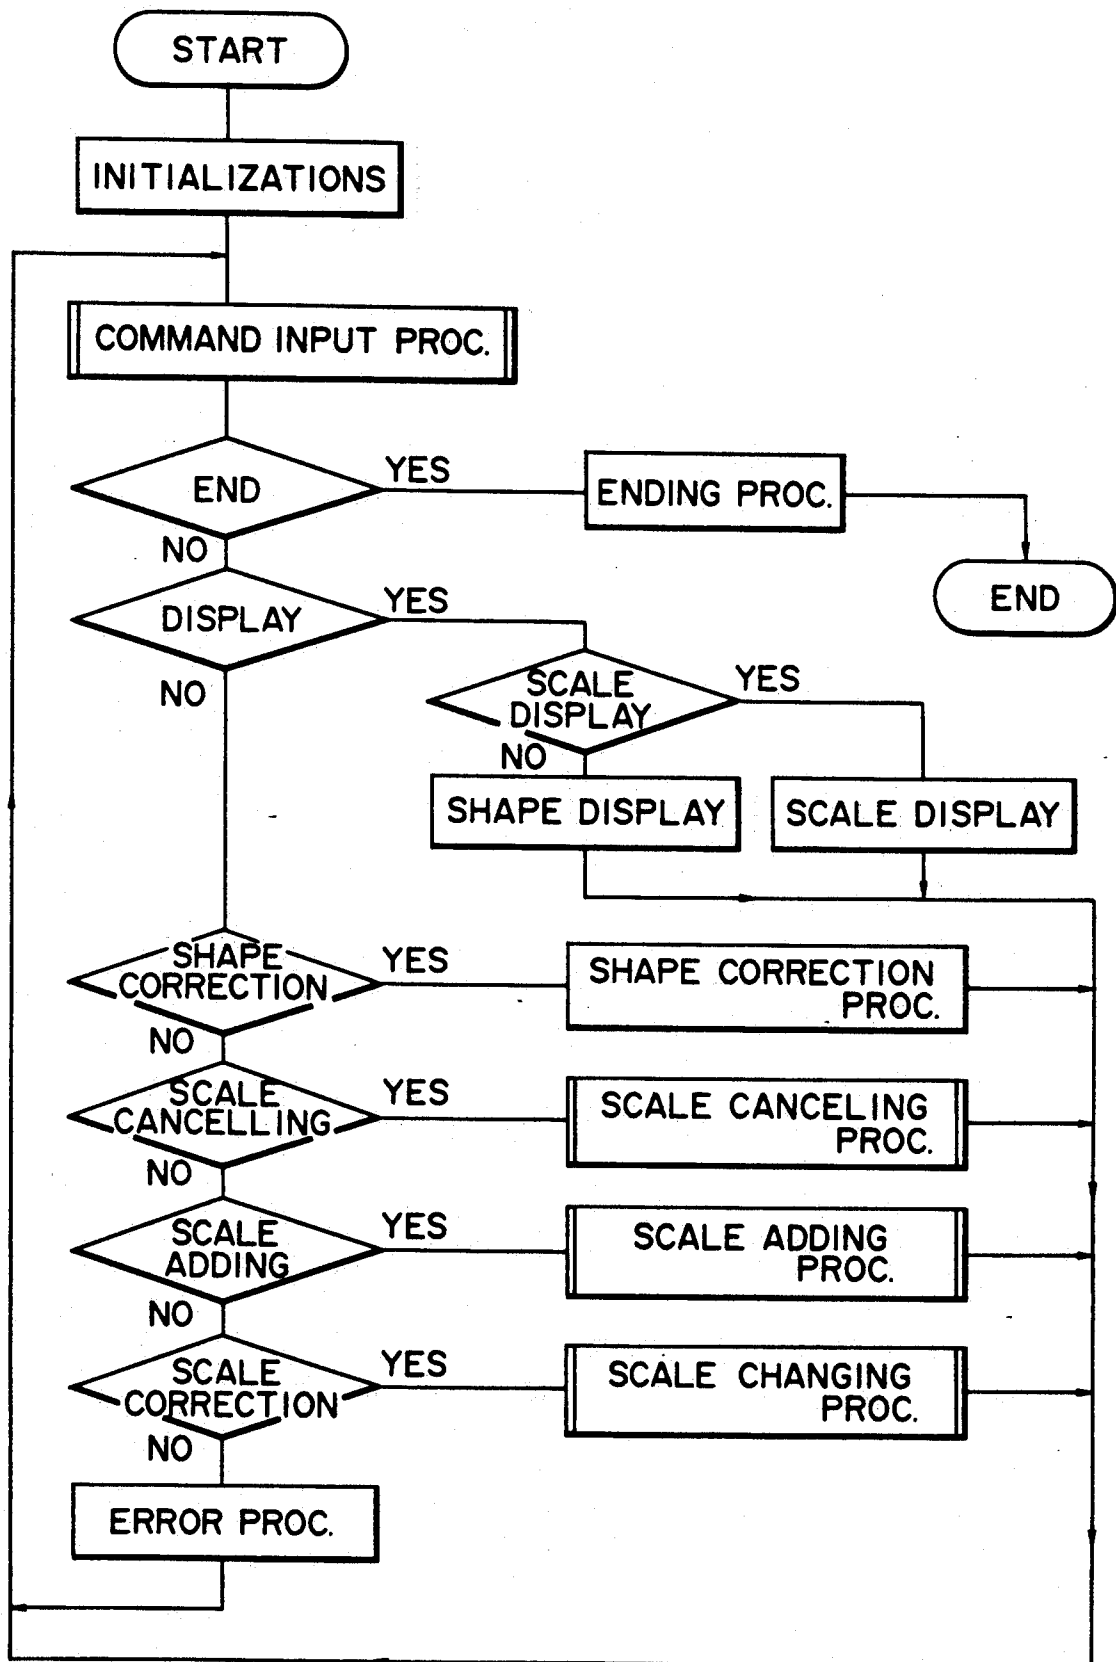 START
INITIALIZATIONS
COMMAND INPUT PROC.
END
YES
ENDING PROC.
NO
END
DISPLAY
YES
NO
SCALE
DISPLAY
YES
NO
SHAPE DISPLAY
SCALE DISPLAY
SHAPE
CORRECTION
YES
SHAPE CORRECTION
PROC.
NO
SCALE
CANCELLING
YES
SCALE CANCELING
PROC.
NO
SCALE
ADDING
YES
SCALE ADDING
PROC.
NO
SCALE
CORRECTION
YES
SCALE CHANGING
PROC.
NO
ERROR PROC.